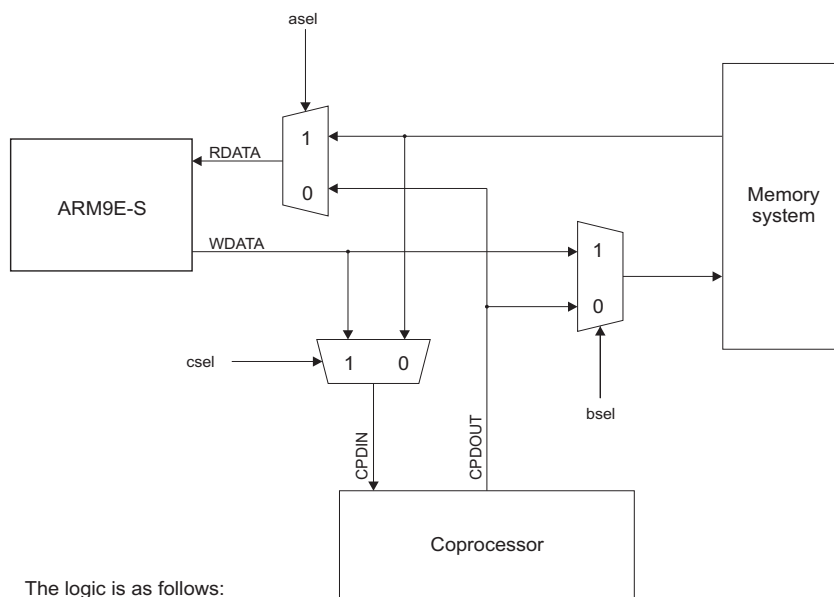 asel
1
RDATA
0
ARM9E-S
Memory
system
WDATA
1
0
csel
1 0
bsel
CPDIN
CPDOUT
Coprocessor
The logic is as follows: